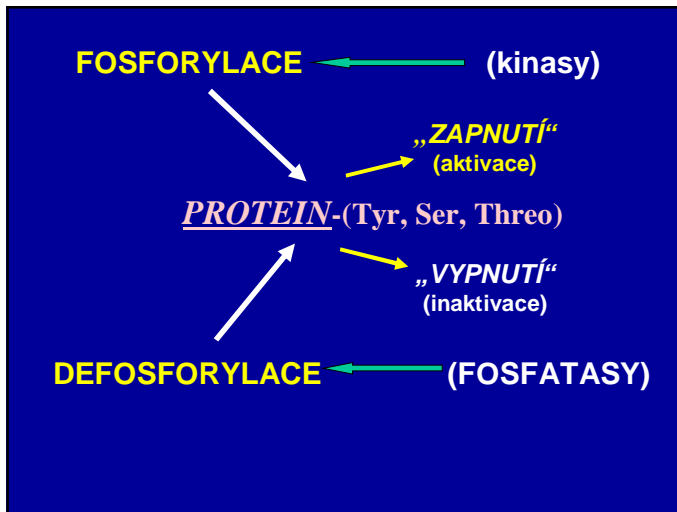 FOSFORYLACE (kinasy)
„ZAPNUTÍ“
(aktivace)
PROTEIN-(Tyr, Ser, Threo)
„VYPNUTÍ“
(inaktivace)
DEFOSFORYLACE (FOSFATASY)